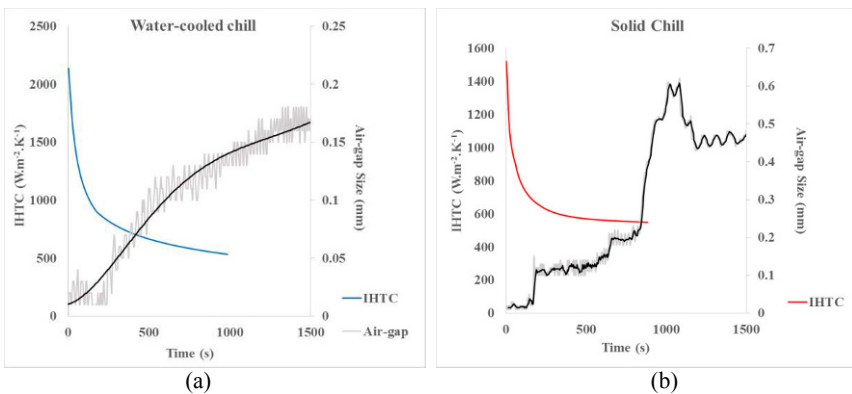 Water-cooled chill
2500
2000
1500
1000
500
0
IHTC (W.m⁻².K⁻¹)
0.25
0.2
0.15
0.1
0.05
0
Air-gap Size (mm)
0 500 1000 1500
Time (s)
IHTC
Air-gap
(a)
Solid Chill
1600
1400
1200
1000
800
600
400
200
0
IHTC (W.m⁻².K⁻¹)
0.7
0.6
0.5
0.4
0.3
0.2
0.1
0
Air-gap Size (mm)
0 500 1000 1500
Time (s)
IHTC
(b)